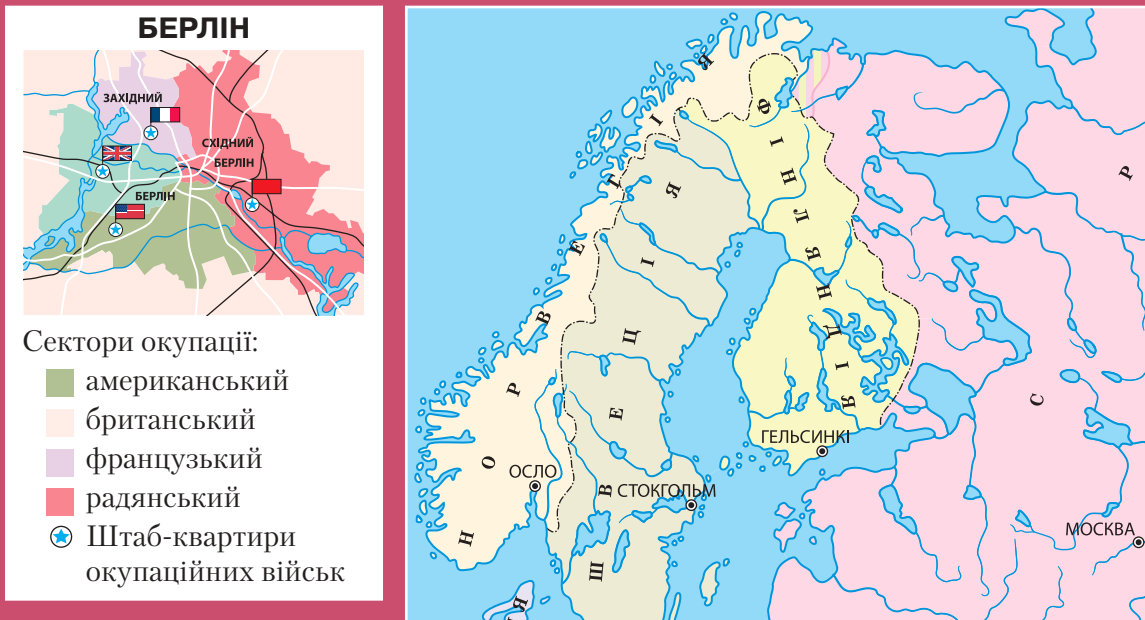 БЕРЛІН
ЗАХІДНИЙ
СХІДНИЙ
БЕРЛІН
БЕРЛІН
Сектори окупації:
американський
британський
французький
радянський
Штаб-квартири
окупаційних військ
НОРВЕГІЯ
ШВЕЦІЯ
ФІНЛЯНДІЯ
ОСЛО
СТОКГОЛЬМ
ГЕЛЬСИНКІ
МОСКВА
С
Р
Я